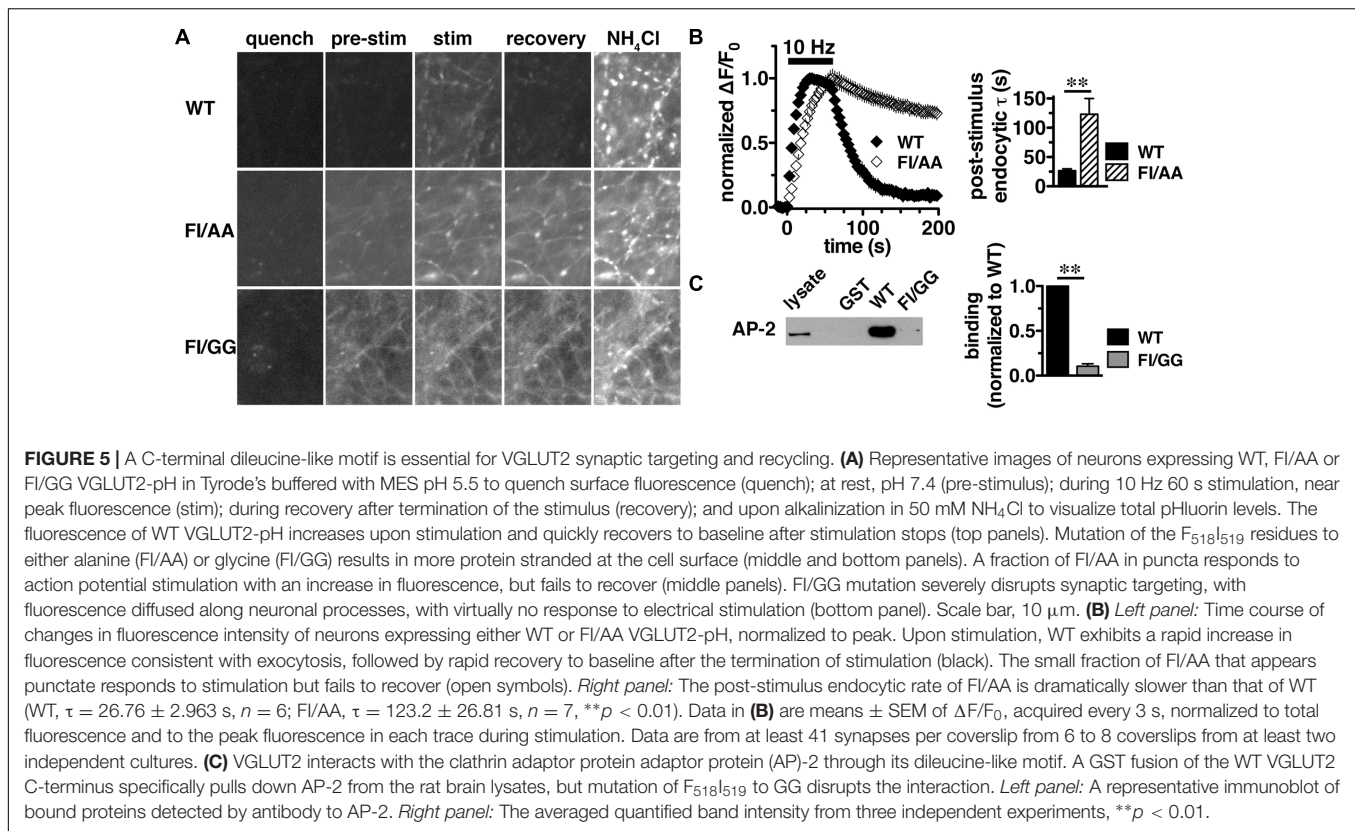 A
quench pre-stim stim recovery NH₄Cl
WT
FI/AA
FI/GG
B
10 Hz
normalized ΔF/F₀
1.0
0.5
0.0
0 100 200
time (s)
WT
FI/AA
post-stimulus
endocytic τ (s)
150
100
50
0
**
WT
FI/AA
C
lysate GST WT FI/GG
AP-2
binding
(normalized to WT)
1.0
0.5
0.0
**
WT
FI/GG
FIGURE 5 | A C-terminal dileucine-like motif is essential for VGLUT2 synaptic targeting and recycling. (A) Representative images of neurons expressing WT, FI/AA or
FI/GG VGLUT2-pH in Tyrode's buffered with MES pH 5.5 to quench surface fluorescence (quench); at rest, pH 7.4 (pre-stimulus); during 10 Hz 60 s stimulation, near
peak fluorescence (stim); during recovery after termination of the stimulus (recovery); and upon alkalinization in 50 mM NH₄Cl to visualize total pHluorin levels. The
fluorescence of WT VGLUT2-pH increases upon stimulation and quickly recovers to baseline after stimulation stops (top panels). Mutation of the F₅₁₈I₅₁₉ residues to
either alanine (FI/AA) or glycine (FI/GG) results in more protein stranded at the cell surface (middle and bottom panels). A fraction of FI/AA in puncta responds to
action potential stimulation with an increase in fluorescence, but fails to recover (middle panels). FI/GG mutation severely disrupts synaptic targeting, with
fluorescence diffused along neuronal processes, with virtually no response to electrical stimulation (bottom panel). Scale bar, 10 μm. (B) Left panel: Time course of
changes in fluorescence intensity of neurons expressing either WT or FI/AA VGLUT2-pH, normalized to peak. Upon stimulation, WT exhibits a rapid increase in
fluorescence consistent with exocytosis, followed by rapid recovery to baseline after the termination of stimulation (black). The small fraction of FI/AA that appears
punctate responds to stimulation but fails to recover (open symbols). Right panel: The post-stimulus endocytic rate of FI/AA is dramatically slower than that of WT
(WT, τ = 26.76 ± 2.963 s, n = 6; FI/AA, τ = 123.2 ± 26.81 s, n = 7, **p < 0.01). Data in (B) are means ± SEM of ΔF/F₀, acquired every 3 s, normalized to total
fluorescence and to the peak fluorescence in each trace during stimulation. Data are from at least 41 synapses per coverslip from 6 to 8 coverslips from at least two
independent cultures. (C) VGLUT2 interacts with the clathrin adaptor protein adaptor protein (AP)-2 through its dileucine-like motif. A GST fusion of the WT VGLUT2
C-terminus specifically pulls down AP-2 from the rat brain lysates, but mutation of F₅₁₈I₅₁₉ to GG disrupts the interaction. Left panel: A representative immunoblot of
bound proteins detected by antibody to AP-2. Right panel: The averaged quantified band intensity from three independent experiments, **p < 0.01.